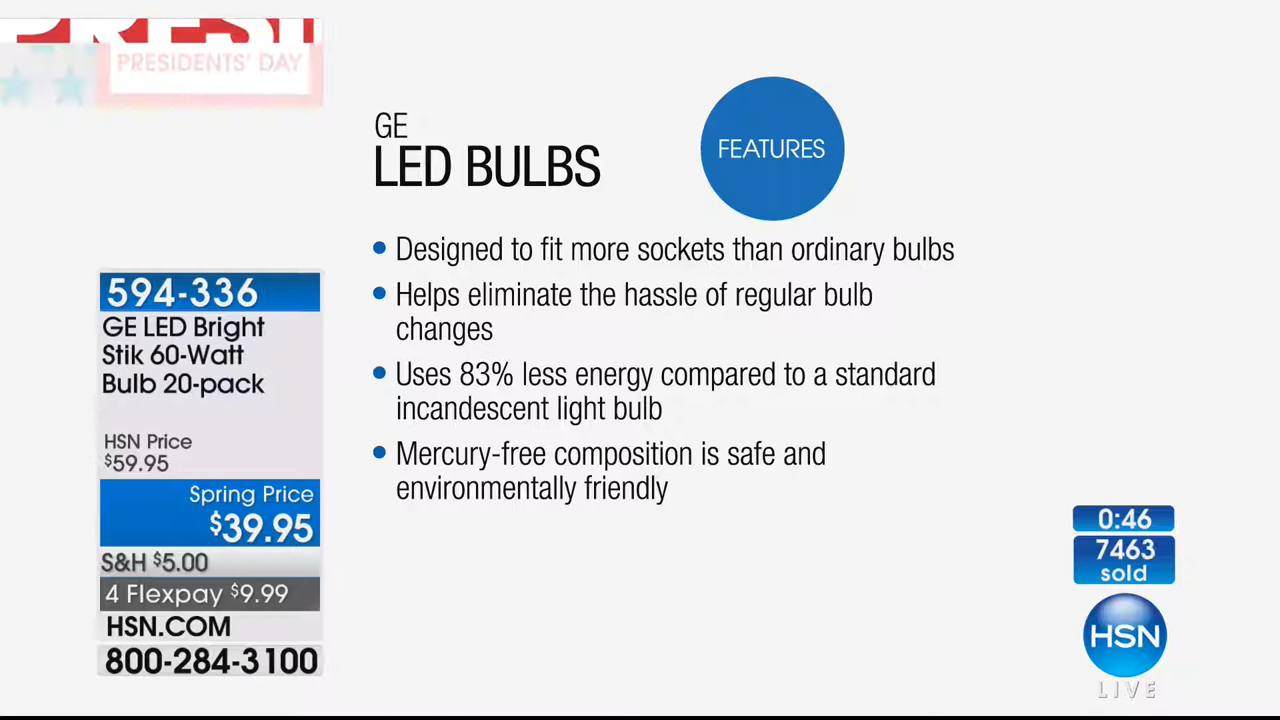 PRESIDENTS' DAY
GE
LED BULBS
FEATURES
• Designed to fit more sockets than ordinary bulbs
• Helps eliminate the hassle of regular bulb
changes
• Uses 83% less energy compared to a standard
incandescent light bulb
• Mercury-free composition is safe and
environmentally friendly
594-336
GE LED Bright
Stik 60-Watt
Bulb 20-pack
HSN Price
$59.95
Spring Price
$39.95
S&H $5.00
4 Flexpay $9.99
HSN.COM
800-284-3100
0:46
7463
sold
HSN
LIVE